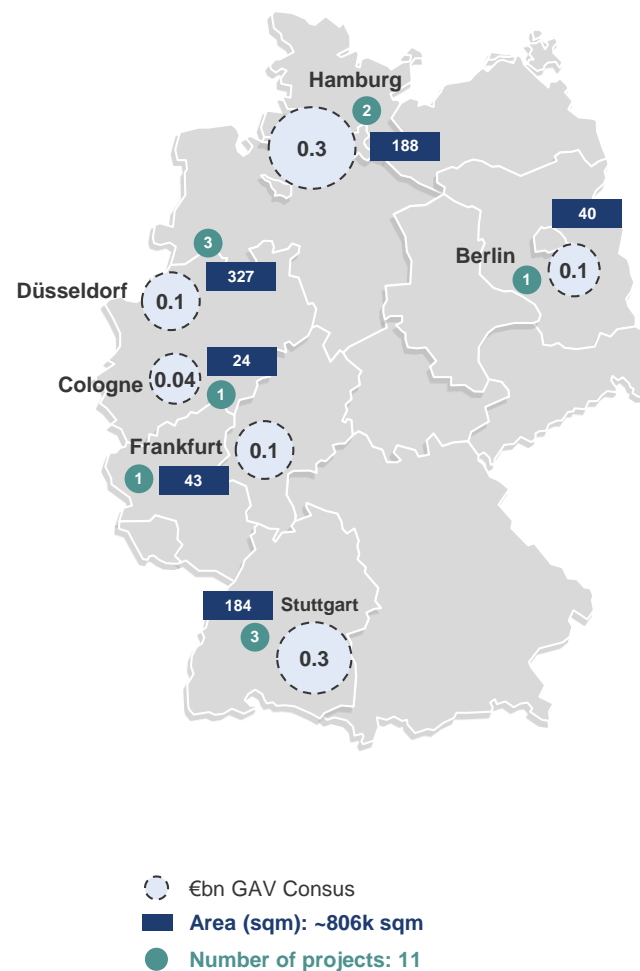 Hamburg
2
0.3
188
40
3
Berlin
0.1
1
327
Düsseldorf
0.1
24
0.04
Cologne
1
Frankfurt
0.1
1
43
184
Stuttgart
3
0.3
€bn GAV Consus
Area (sqm): ~806k sqm
Number of projects: 11